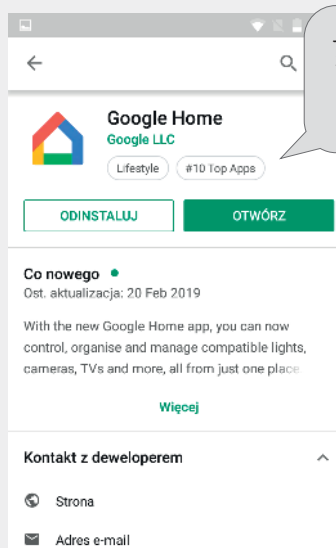 Google Home
Google LLC
Lifestyle
#10 Top Apps
ODINSTALUJ
OTWÓRZ
Co nowego
Ost. aktualizacja: 20 Feb 2019
With the new Google Home app, you can now
control, organise and manage compatible lights,
cameras, TVs and more, all from just one place.
Więcej
Kontakt z deweloperem
Strona
Adres e-mail